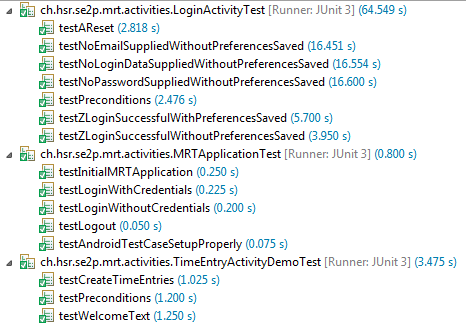 ch.hsr.se2p.mrt.activities.LoginActivityTest [Runner: JUnit 3] (64.549 s)
testAReset (2.818 s)
testNoEmailSuppliedWithoutPreferencesSaved (16.451 s)
testNoLoginDataSuppliedWithoutPreferencesSaved (16.554 s)
testNoPasswordSuppliedWithoutPreferencesSaved (16.600 s)
testPreconditions (2.476 s)
testZLoginSuccessfulWithPreferencesSaved (5.700 s)
testZLoginSuccessfulWithoutPreferencesSaved (3.950 s)
ch.hsr.se2p.mrt.activities.MRTApplicationTest [Runner: JUnit 3] (0.800 s)
testInitialMRTApplication (0.250 s)
testLoginWithCredentials (0.225 s)
testLoginWithoutCredentials (0.200 s)
testLogout (0.050 s)
testAndroidTestCaseSetupProperly (0.075 s)
ch.hsr.se2p.mrt.activities.TimeEntryActivityDemoTest [Runner: JUnit 3] (3.475 s)
testCreateTimeEntries (1.025 s)
testPreconditions (1.200 s)
testWelcomeText (1.250 s)